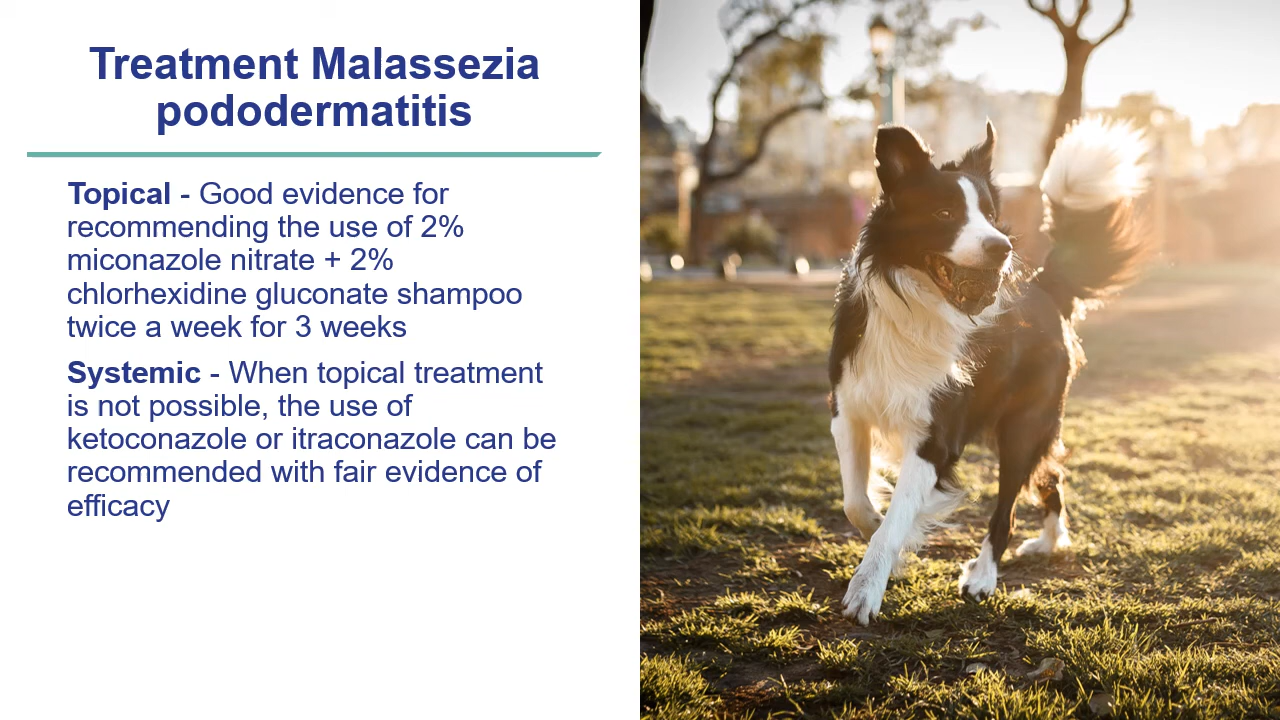 Treatment Malassezia
pododermatitis
Topical - Good evidence for
recommending the use of 2%
miconazole nitrate + 2%
chlorhexidine gluconate shampoo
twice a week for 3 weeks
Systemic - When topical treatment
is not possible, the use of
ketoconazole or itraconazole can be
recommended with fair evidence of
efficacy